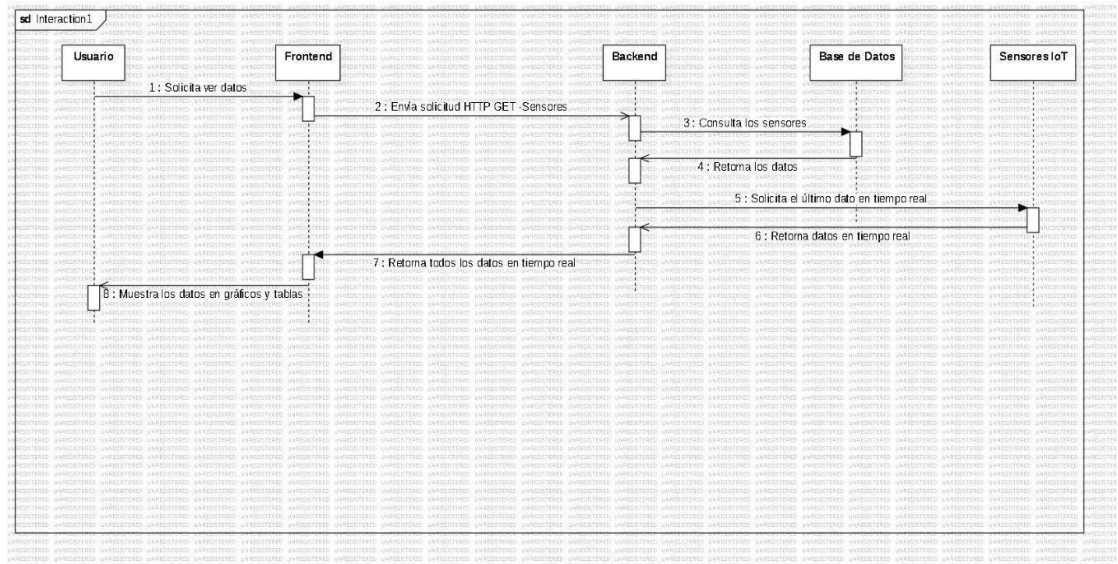 sd Interaction1
Usuario
Frontend
Backend
Base de Datos
Sensores IoT
1 : Solicita ver datos
2 : Envía solicitud HTTP GET -Sensores
3 : Consulta los sensores
4 : Retorna los datos
5 : Solicita el último dato en tiempo real
6 : Retorna datos en tiempo real
7 : Retorna todos los datos en tiempo real
8 : Muestra los datos en gráficos y tablas
UNREGISTERED